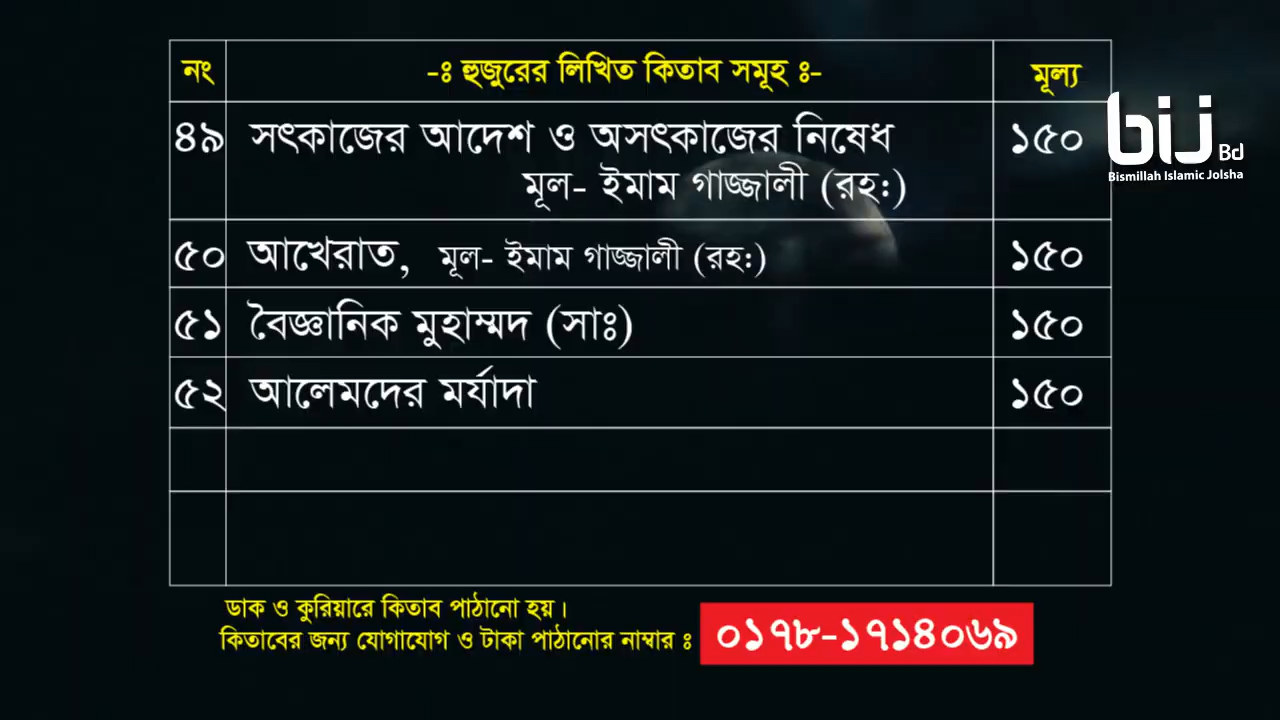 নং -ঃ হুজুরের লিখিত কিতাব সমূহ ঃ- মূল্য
৪৯ সৎকাজের আদেশ ও অসৎকাজের নিষেধ ১৫০
মূল- ইমাম গাজ্জালী (রহ:)
৫০ আখেরাত, মূল- ইমাম গাজ্জালী (রহ:) ১৫০
৫১ বৈজ্ঞানিক মুহাম্মদ (সাঃ) ১৫০
৫২ আলেমদের মর্যাদা ১৫০
bij Bd
Bismillah Islamic Jolsha
ডাক ও কুরিয়ারে কিতাব পাঠানো হয়।
কিতাবের জন্য যোগাযোগ ও টাকা পাঠানোর নাম্বার ঃ ০১৭৮-১৭১৪০৬৯